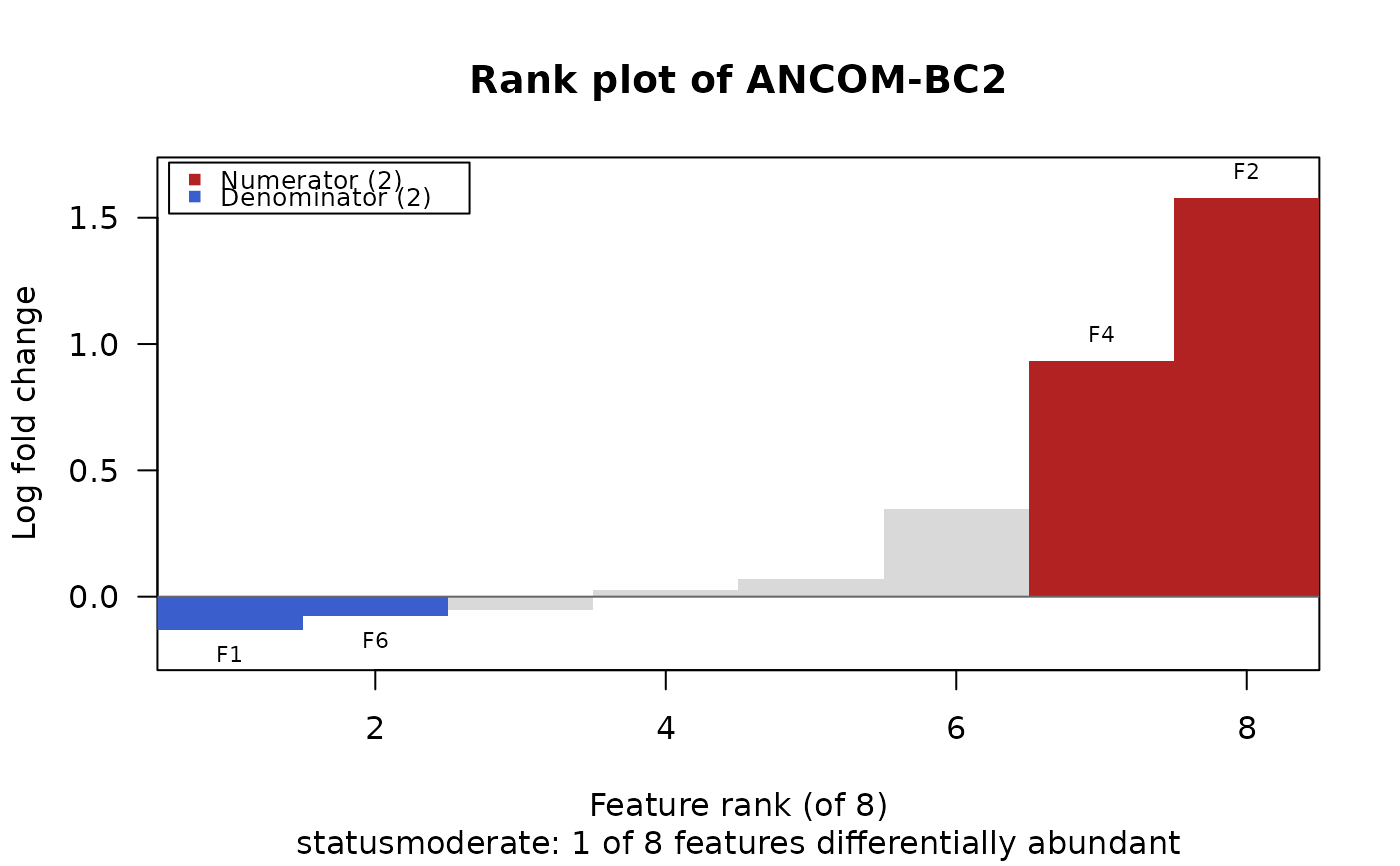 Rank plot of ANCOM-BC2
Numerator (2)
Denominator (2)
F2
1.5
F4
1.0
Log fold change
0.5
0.0
F6
F1
2 4 6 8
Feature rank (of 8)
statusmoderate: 1 of 8 features differentially abundant